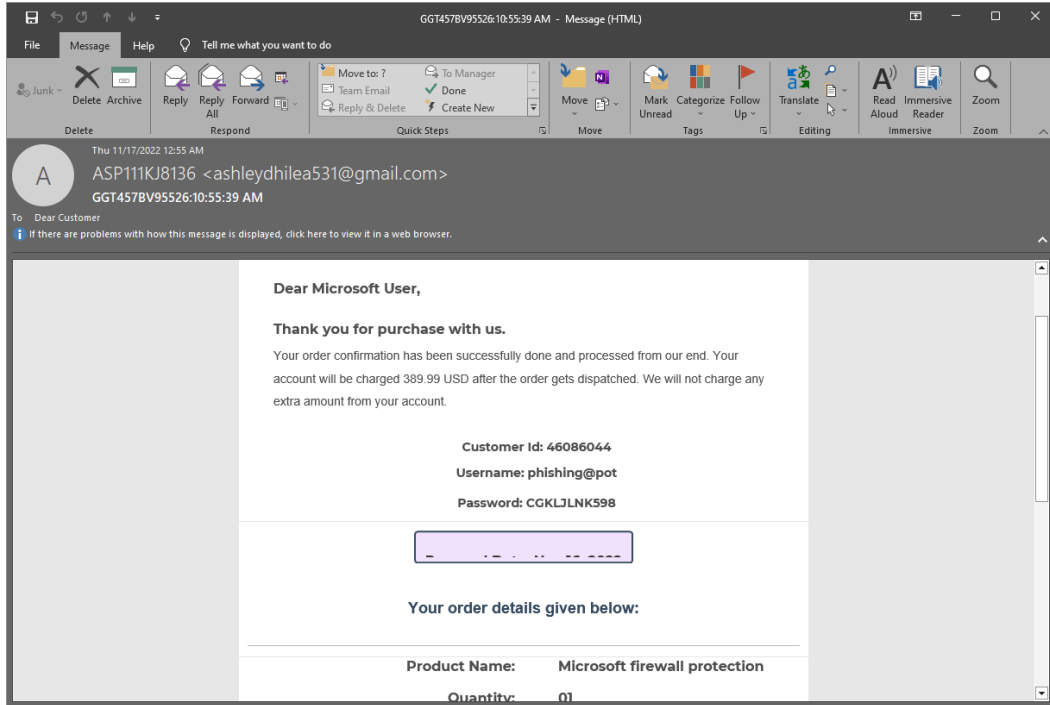 GGT457BV95526:10:55:39 AM - Message (HTML)
File Message Help Tell me what you want to do
Junk
Delete Archive
Reply Reply All Forward
Move to: ? To Manager
Team Email Done
Reply & Delete Create New
Move Mark Unread Categorize Follow Up
Translate
Read Aloud Immersive Reader
Zoom
Delete Respond Quick Steps Move Tags Editing Immersive Zoom
Thu 11/17/2022 12:55 AM
A
ASP111KJ8136 <ashleydhilea531@gmail.com>
GGT457BV95526:10:55:39 AM
To Dear Customer
If there are problems with how this message is displayed, click here to view it in a web browser.
Dear Microsoft User,
Thank you for purchase with us.
Your order confirmation has been successfully done and processed from our end. Your
account will be charged 389.99 USD after the order gets dispatched. We will not charge any
extra amount from your account.
Customer Id: 46086044
Username: phishing@pot
Password: CGKLJLNK598
Your order details given below:
Product Name: Microsoft firewall protection
Quantity: 01